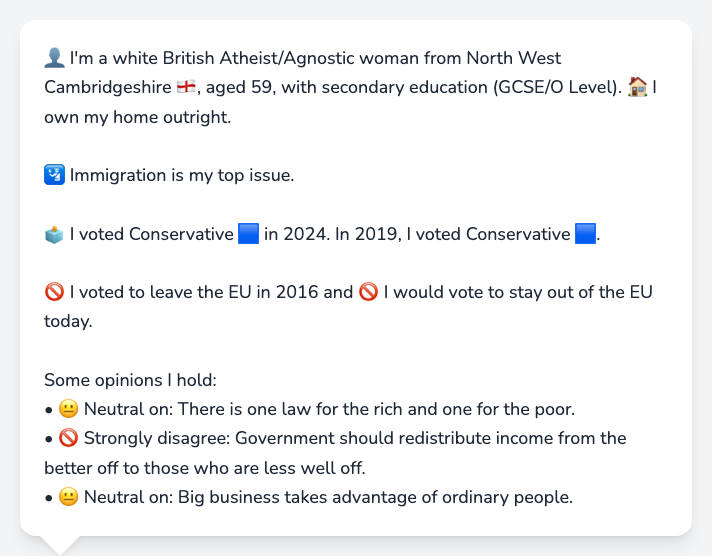 👤 I'm a white British Atheist/Agnostic woman from North West
Cambridgeshire 🏴󠁧󠁢󠁥󠁮󠁧󠁿, aged 59, with secondary education (GCSE/O Level). 🏠 I
own my home outright.
🛂 Immigration is my top issue.
🗳️ I voted Conservative 🟦 in 2024. In 2019, I voted Conservative 🟦.
🚫 I voted to leave the EU in 2016 and 🚫 I would vote to stay out of the EU
today.
Some opinions I hold:
• 😐 Neutral on: There is one law for the rich and one for the poor.
• 🚫 Strongly disagree: Government should redistribute income from the
better off to those who are less well off.
• 😐 Neutral on: Big business takes advantage of ordinary people.